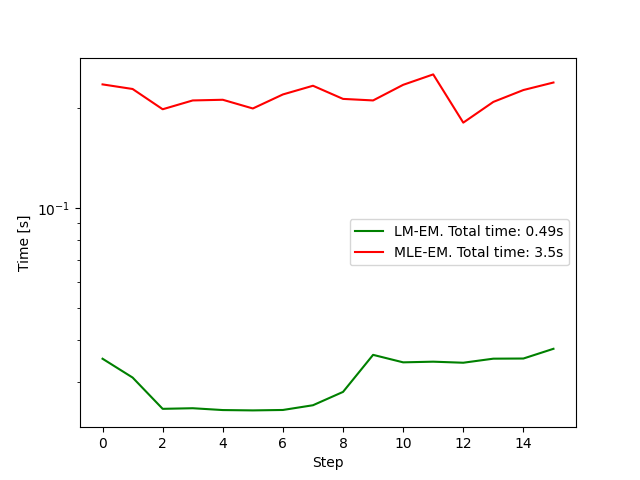 10⁻¹
Time [s]
LM-EM. Total time: 0.49s
MLE-EM. Total time: 3.5s
0 2 4 6 8 10 12 14
Step